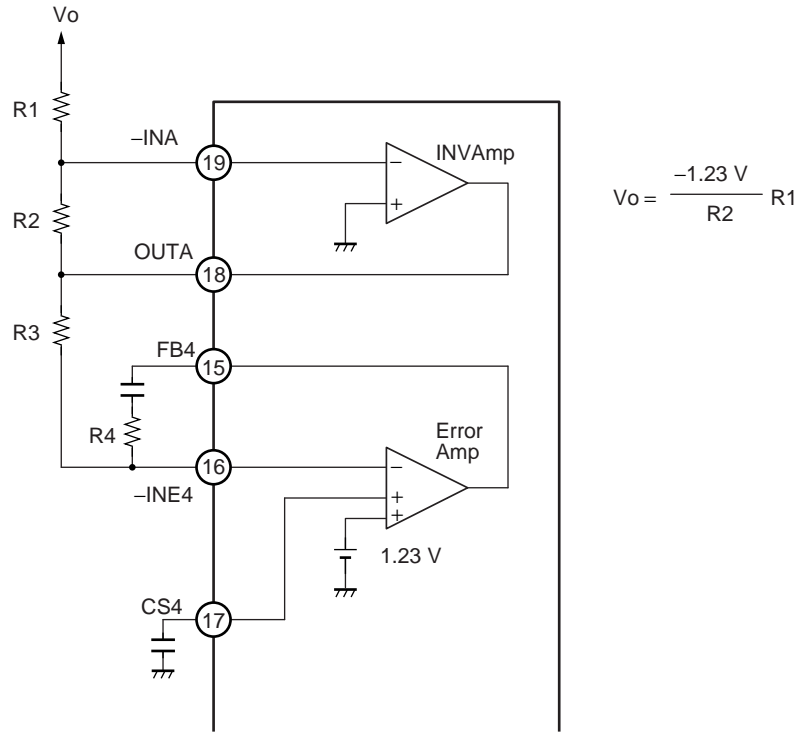 Vo
R1
−INA
19
INVAmp
−
+
Vo = −1.23 V / R2 R1
R2
OUTA
18
R3
FB4
15
R4
Error
Amp
16
−
−INE4
+
+
1.23 V
CS4
17